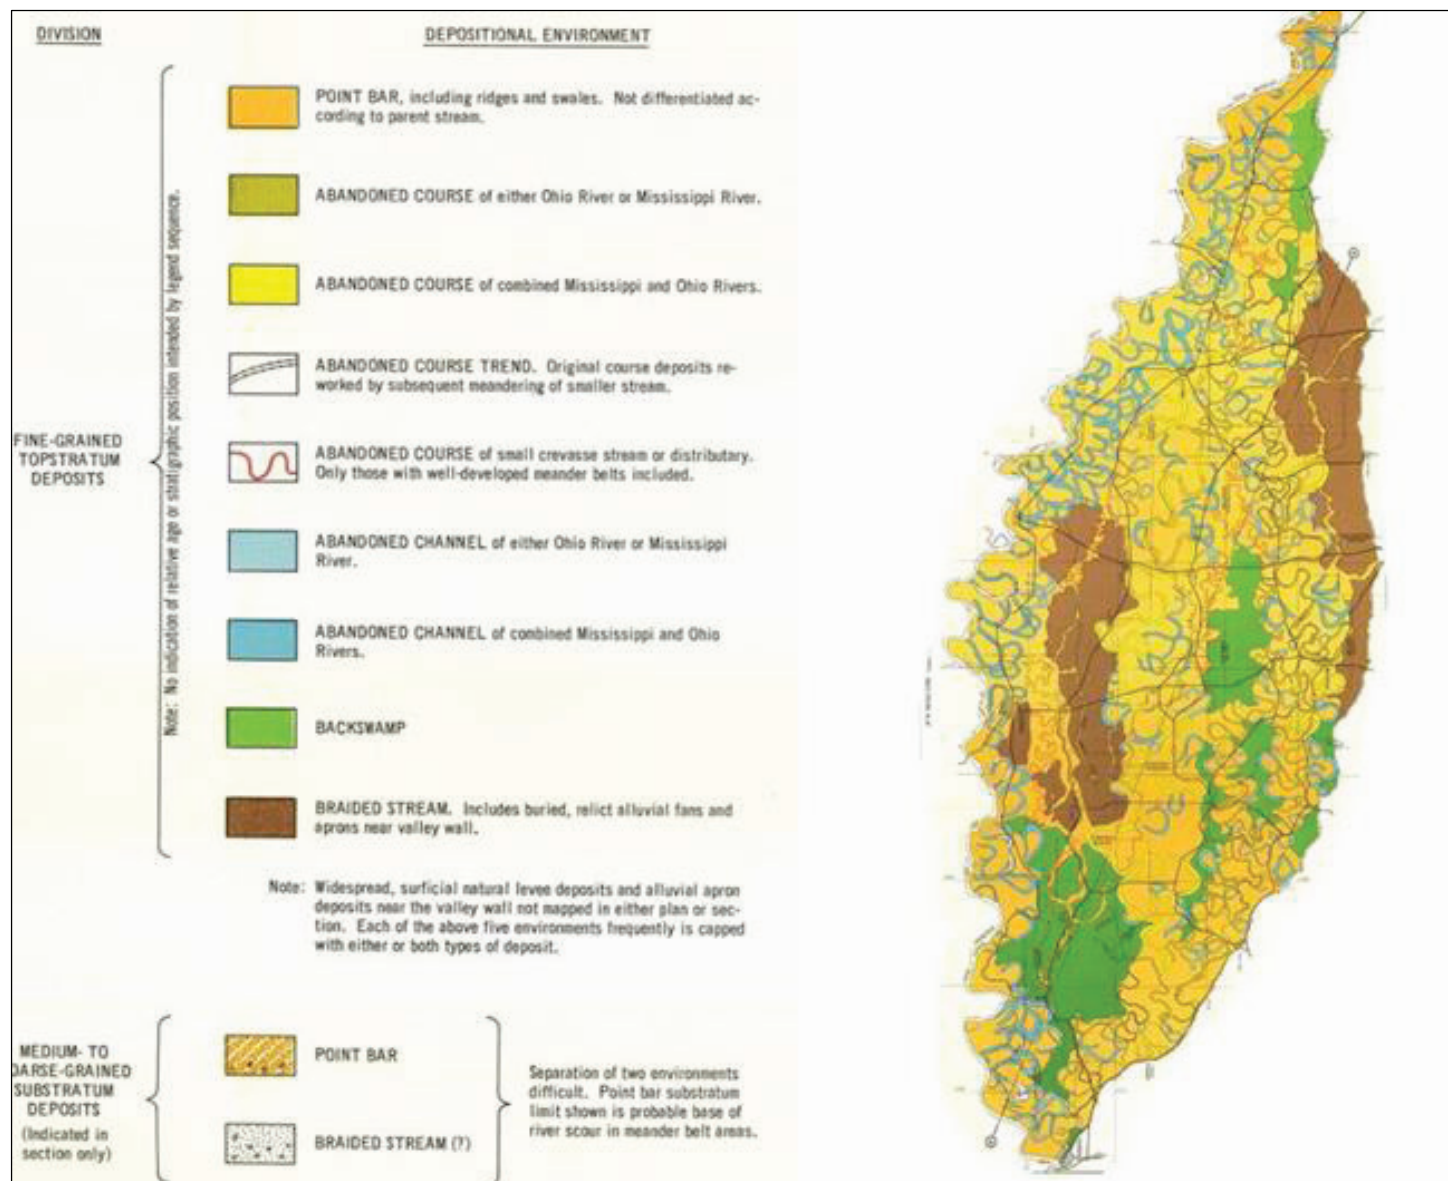 DIVISION
DEPOSITIONAL ENVIRONMENT
FINE-GRAINED
TOPSTRATUM
DEPOSITS
Note: No indication of relative age or stratigraphic position intended by legend sequence.
POINT BAR, including ridges and swales. Not differentiated ac-
cording to parent stream.
ABANDONED COURSE of either Ohio River or Mississippi River.
ABANDONED COURSE of combined Mississippi and Ohio Rivers.
ABANDONED COURSE TREND. Original course deposits re-
worked by subsequent meandering of smaller stream.
ABANDONED COURSE of small crevasse stream or distributary.
Only those with well-developed meander belts included.
ABANDONED CHANNEL of either Ohio River or Mississippi
River.
ABANDONED CHANNEL of combined Mississippi and Ohio
Rivers.
BACKSWAMP
BRAIDED STREAM. Includes buried, relict alluvial fans and
aprons near valley wall.
Note: Widespread, surficial natural levee deposits and alluvial apron
deposits near the valley wall not mapped in either plan or sec-
tion. Each of the above five environments frequently is capped
with either or both types of deposit.
MEDIUM- TO
OARSE-GRAINED
SUBSTRATUM
DEPOSITS
(Indicated in
section only)
POINT BAR
BRAIDED STREAM (?)
Separation of two environments
difficult. Point bar substratum
limit shown is probable base of
river scour in meander belt areas.